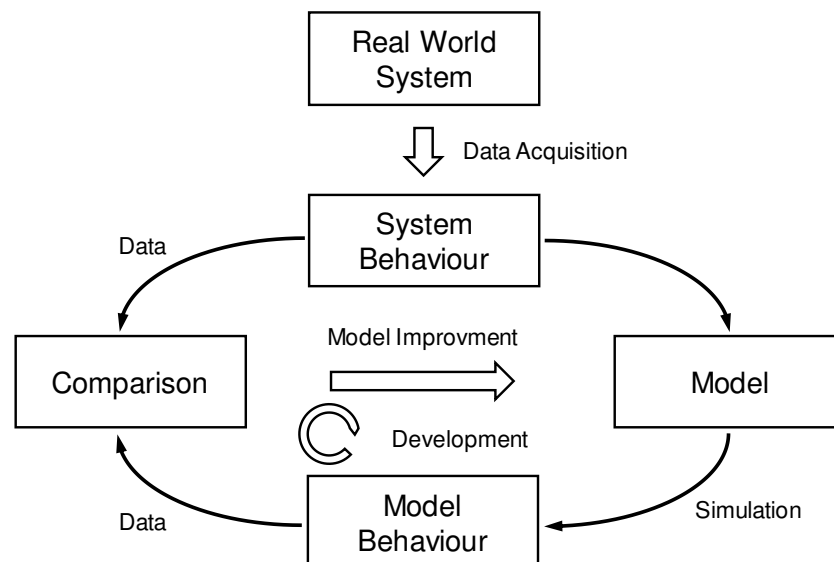 Real World
System
Data Acquisition
System
Behaviour
Data
Model Improvment
Comparison
Model
Development
Model
Behaviour
Data
Simulation